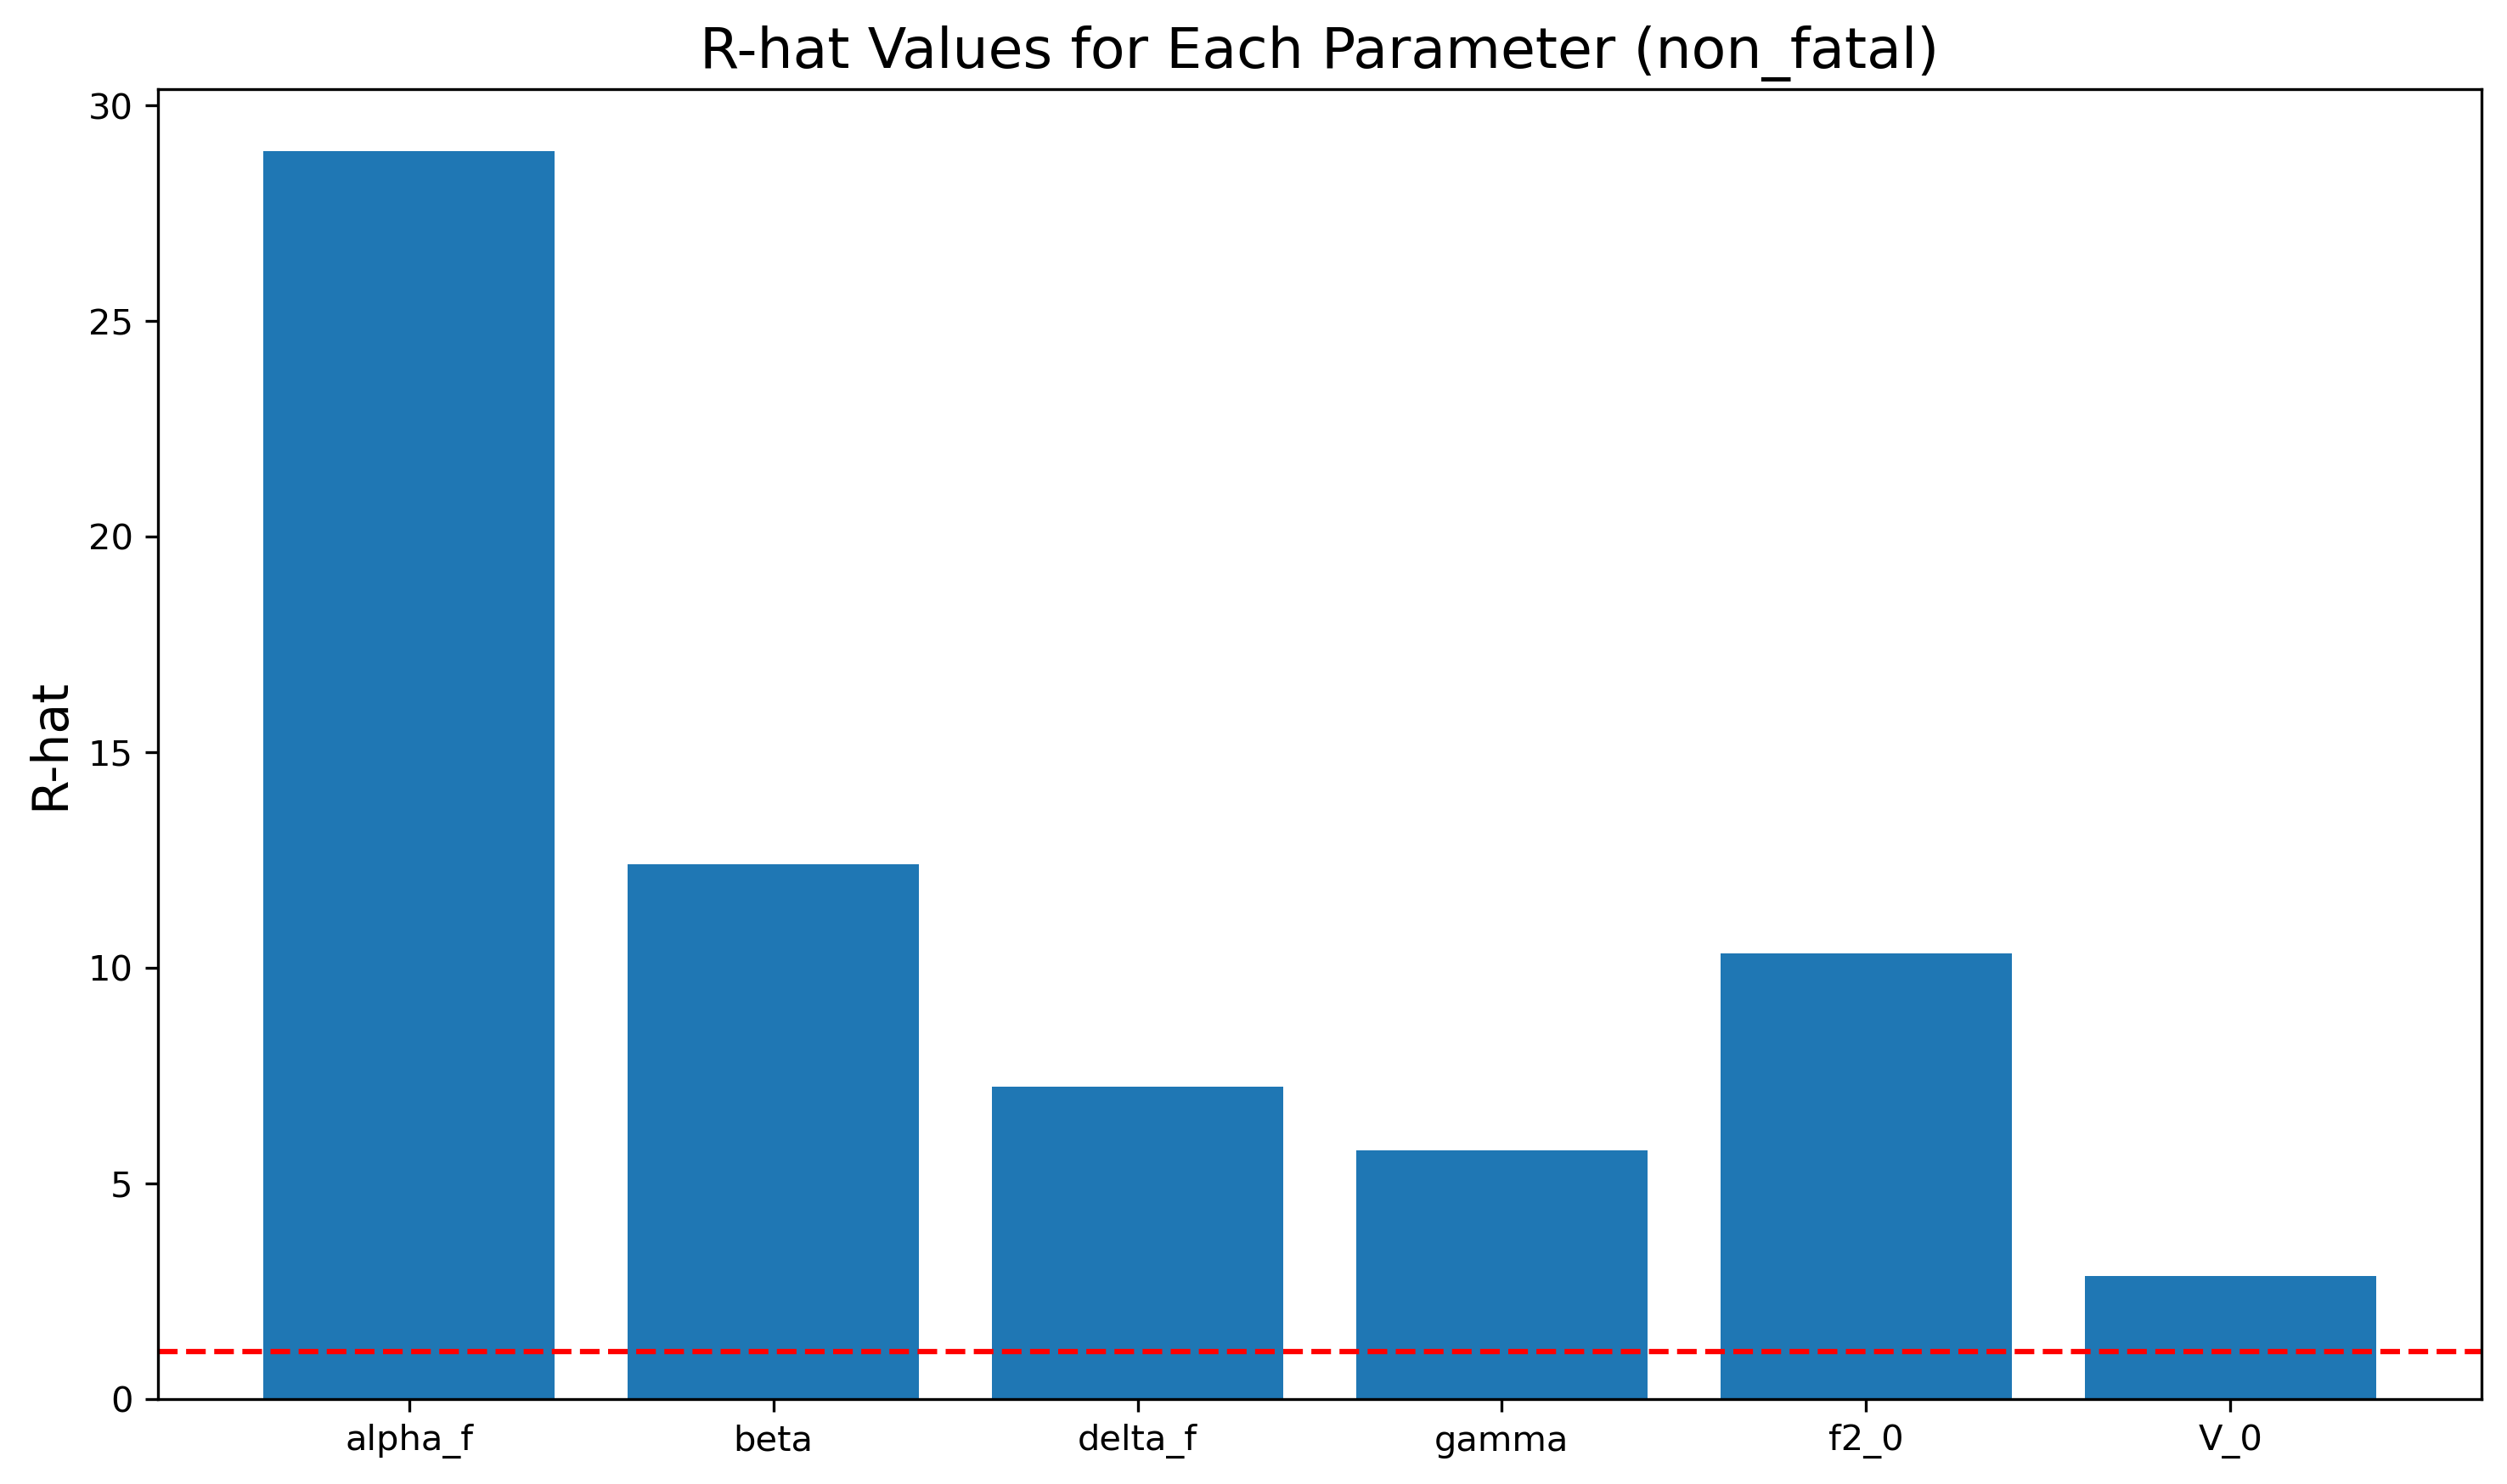 R-hat Values for Each Parameter (non_fatal)
R-hat
30
25
20
15
10
5
0
alpha_f beta delta_f gamma f2_0 V_0